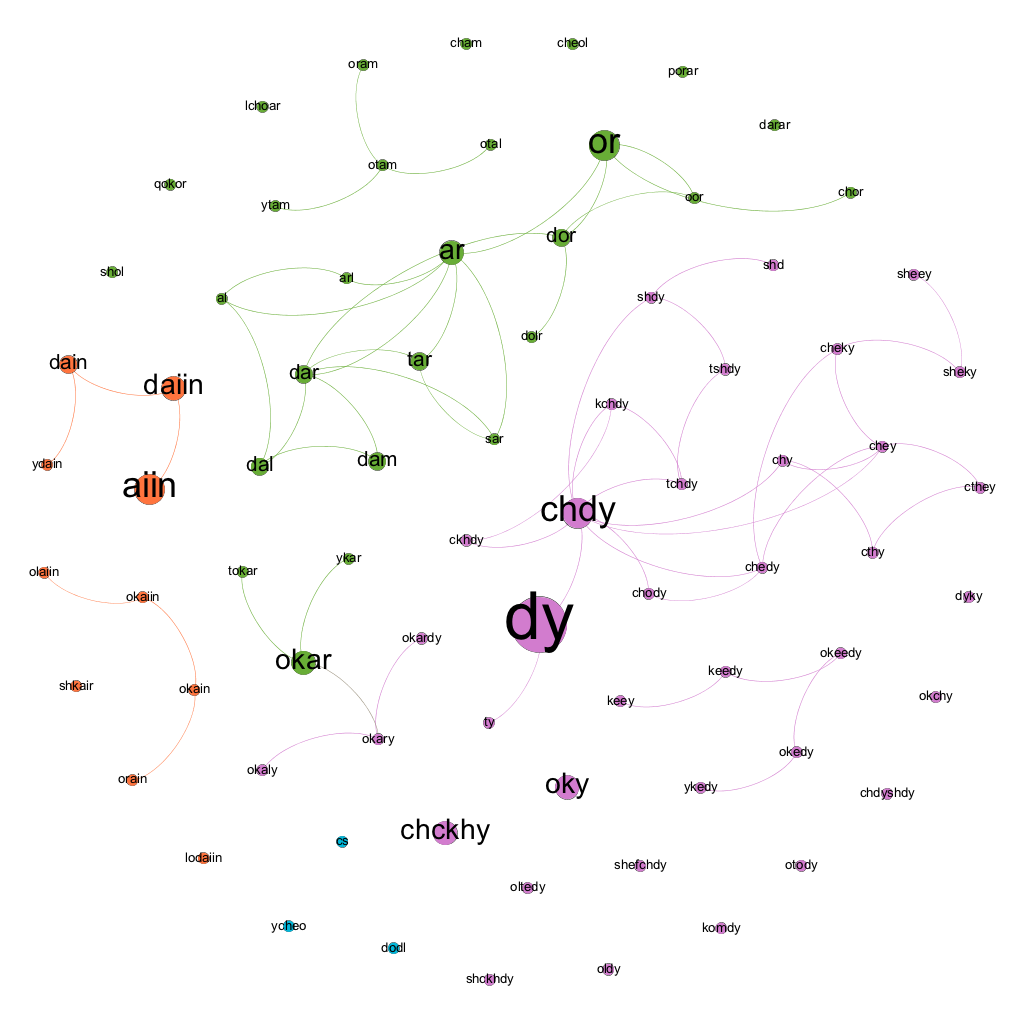 cham
cheol
oram
porar
lchoar
darar
or
otal
otam
qokor
chor
oor
ytam
dor
ar
shd
shol
sheey
arl
al
shdy
dolr
cheky
dain
tar
tshdy
sheky
dar
daiin
kchdy
sar
chey
dal
dam
chy
ydain
aiin
tchdy
cthey
chdy
ckhdy
cthy
ykar
chedy
olaiin
tokar
chody
okaiin
dyky
dy
okardy
okeedy
okar
keedy
shkair
okain
keey
okchy
ty
okary
okedy
okaly
orain
oky
ykedy
chdyshdy
chckhy
cs
lodaiin
shefchdy
otody
oltedy
ycheo
komdy
dodl
oldy
shckhdy